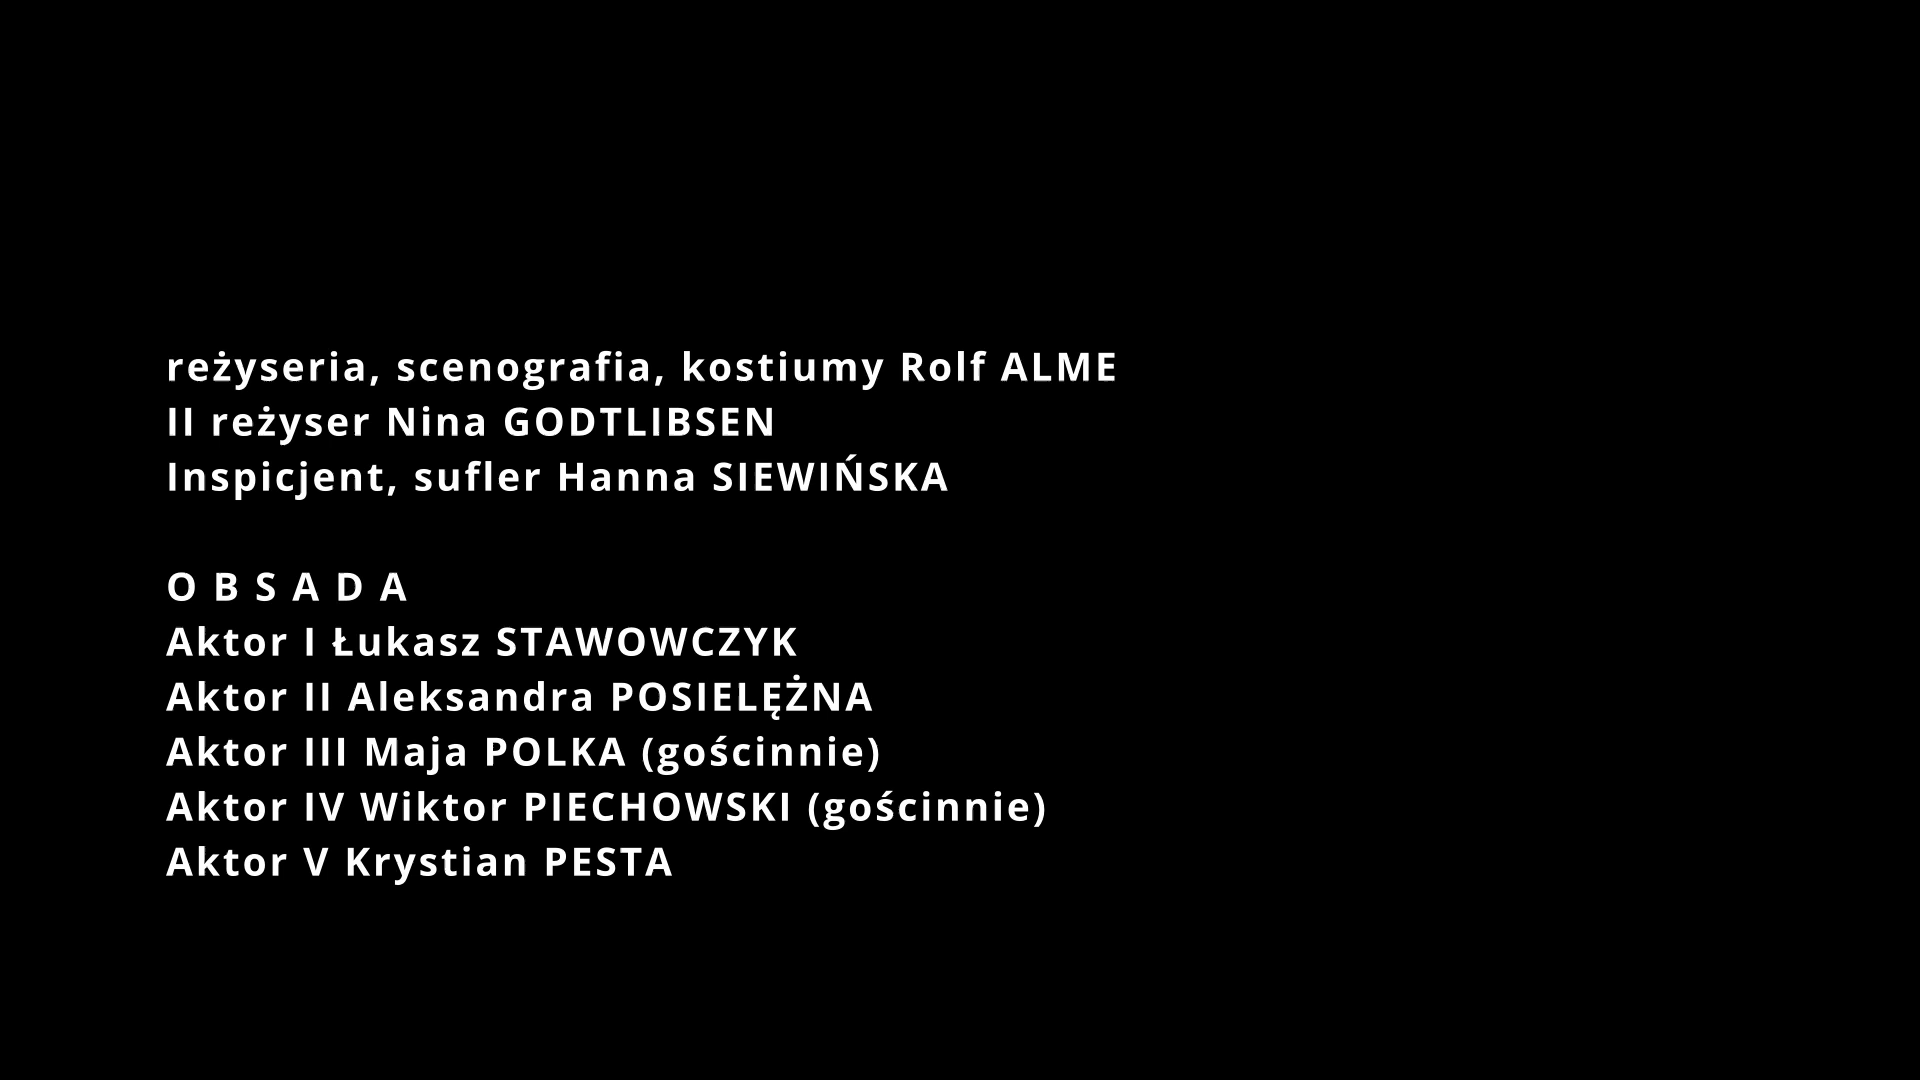 reżyseria, scenografia, kostiumy Rolf ALME
II reżyser Nina GODTLIBSEN
Inspicjent, sufler Hanna SIEWIŃSKA
O B S A D A
Aktor I Łukasz STAWOWCZYK
Aktor II Aleksandra POSIELĘŻNA
Aktor III Maja POLKA (gościnnie)
Aktor IV Wiktor PIECHOWSKI (gościnnie)
Aktor V Krystian PESTA